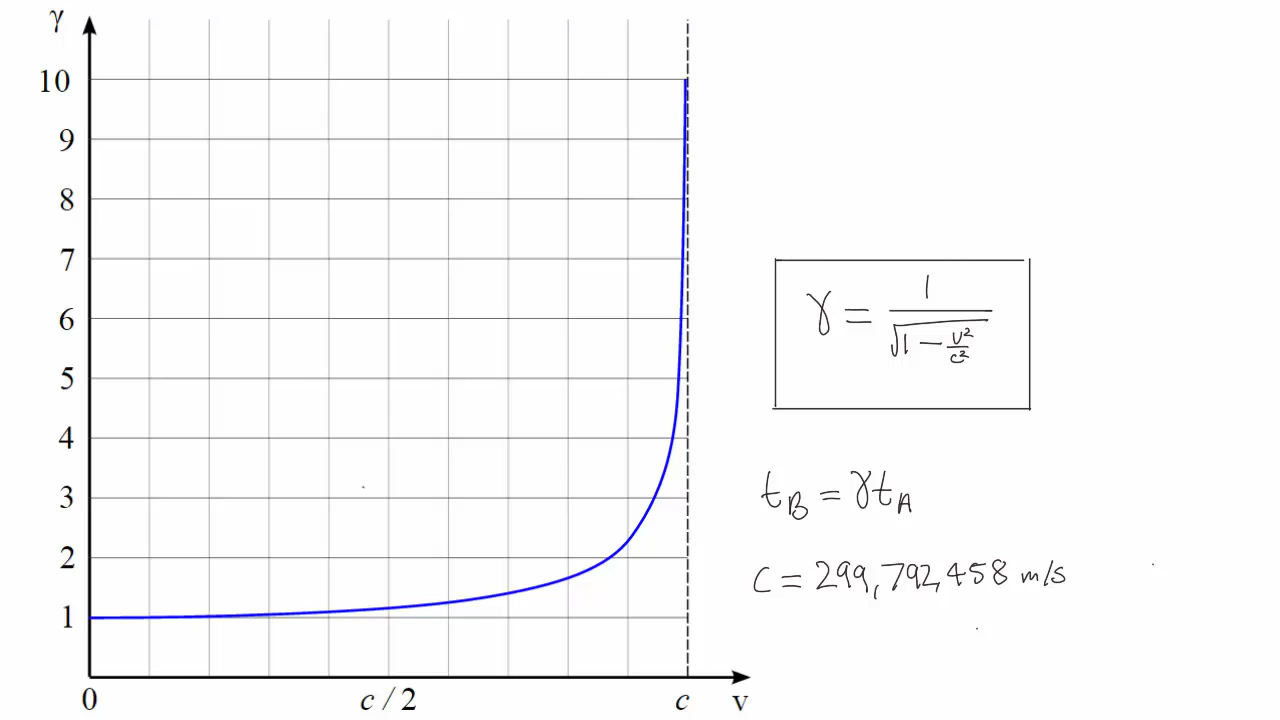 γ
10
9
8
7
6
5
4
3
2
1
0 c / 2 c v
γ = 1 / √(1 − v²/c²)
t_B = γt_A
C = 299,792,458 m/s